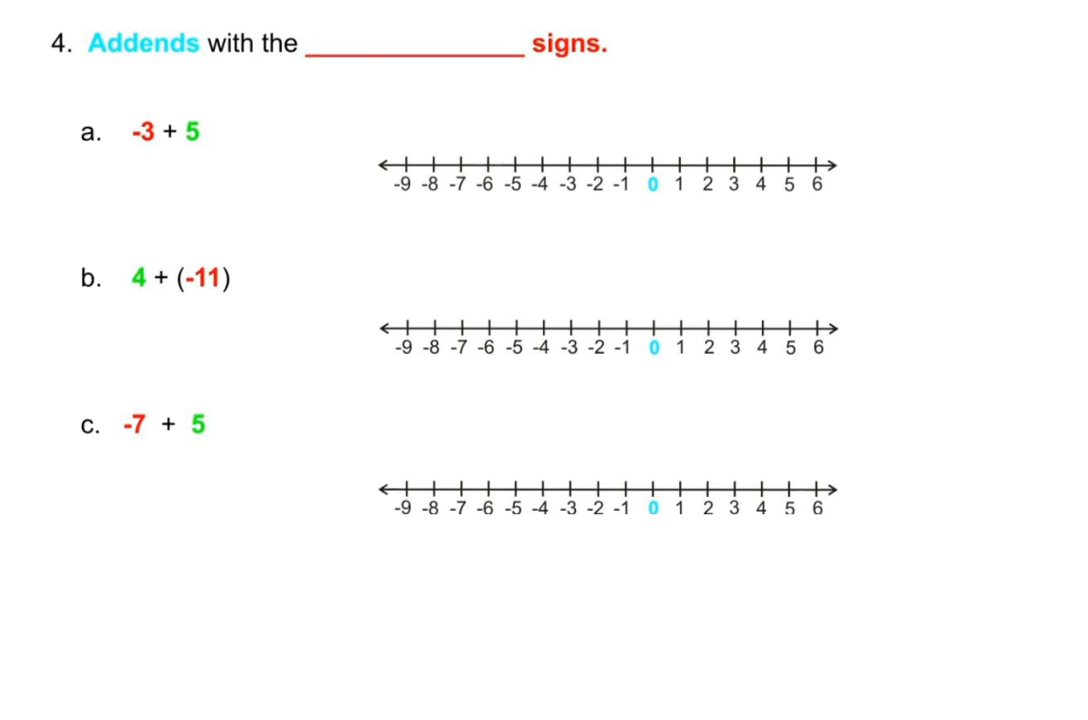 4. Addends with the ______________ signs.
a. -3 + 5
-9 -8 -7 -6 -5 -4 -3 -2 -1 0 1 2 3 4 5 6
b. 4 + (-11)
-9 -8 -7 -6 -5 -4 -3 -2 -1 0 1 2 3 4 5 6
c. -7 + 5
-9 -8 -7 -6 -5 -4 -3 -2 -1 0 1 2 3 4 5 6